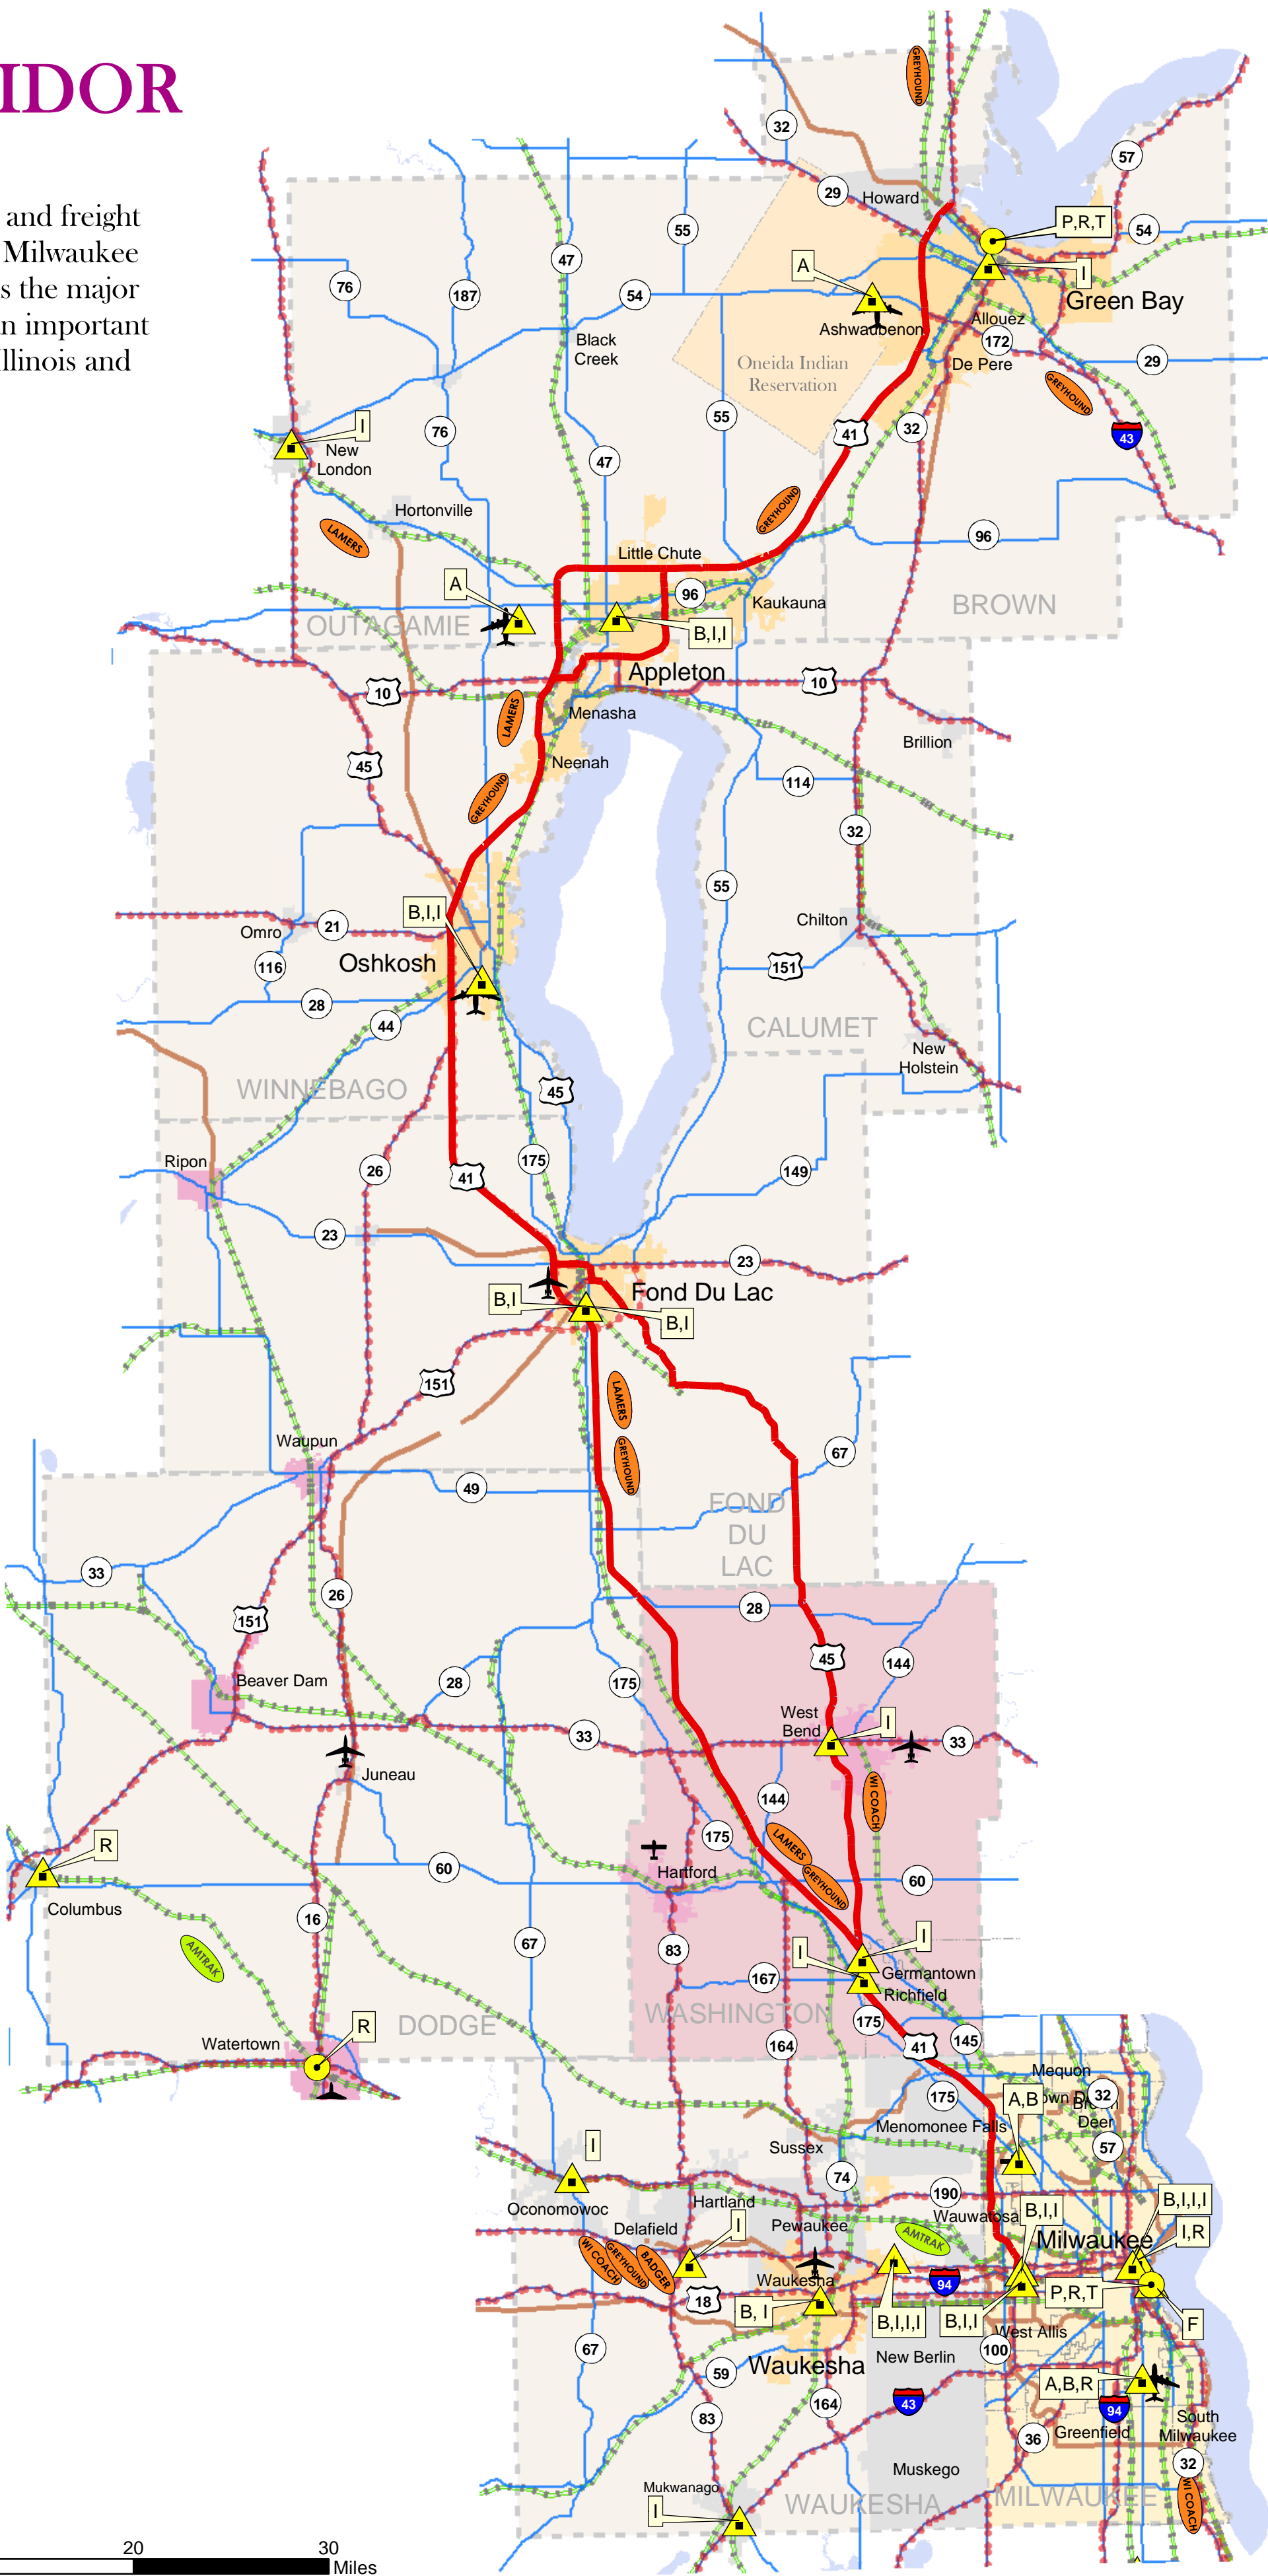 IDOR
and freight
Milwaukee
s the major
n important
llinois and
GREYHOUND
32
57
29
Howard
P,R,T
54
55
47
A
I
76
187
54
Green Bay
Ashwaubenon
Allouez
172
Black
Creek
De Pere
29
Oneida Indian
Reservation
GREYHOUND
55
I
76
41
32
43
New
London
47
Hortonville
GREYHOUND
LAMERS
96
Little Chute
A
96
Kaukauna
BROWN
OUTAGAMIE
B,I,I
Appleton
10
10
LAMERS
Menasha
Brillion
45
Neenah
114
GREYHOUND
32
55
B,I,I
Chilton
21
Omro
Oshkosh
116
151
28
44
CALUMET
New
Holstein
WINNEBAGO
45
Ripon
175
26
41
149
23
23
Fond Du Lac
B,I
B,I
151
LAMERS
Waupun
67
GREYHOUND
49
FOND
DU
LAC
33
26
28
151
45
144
Beaver Dam
28
175
West
Bend
I
33
33
Juneau
144
WI COACH
175
LAMERS
R
60
Hartford
GREYHOUND
60
Columbus
16
67
83
I
I
AMTRAK
Germantown
167
Richfield
WASHINGTON
175
R
DODGE
Watertown
164
41
145
Mequon
175
A,B
32
Deer
Menomonee Falls
I
Sussex
57
74
190
B,I,I,I
Oconomowoc
Hartland
Wauwatosa
B,I,I
Delafield
I
Pewaukee
AMTRAK
Milwaukee
I,R
WI COACH
GREYHOUND
BADGER
Waukesha
94
P,R,T
18
B, I
B,I,I,I
B,I,I
F
West Allis
67
100
New Berlin
Waukesha
59
A,B,R
164
43
94
83
South
Milwaukee
36
Greenfield
32
Muskego
Mukwanago
I
WAUKESHA
MILWAUKEE
WI COACH
20
30
Miles